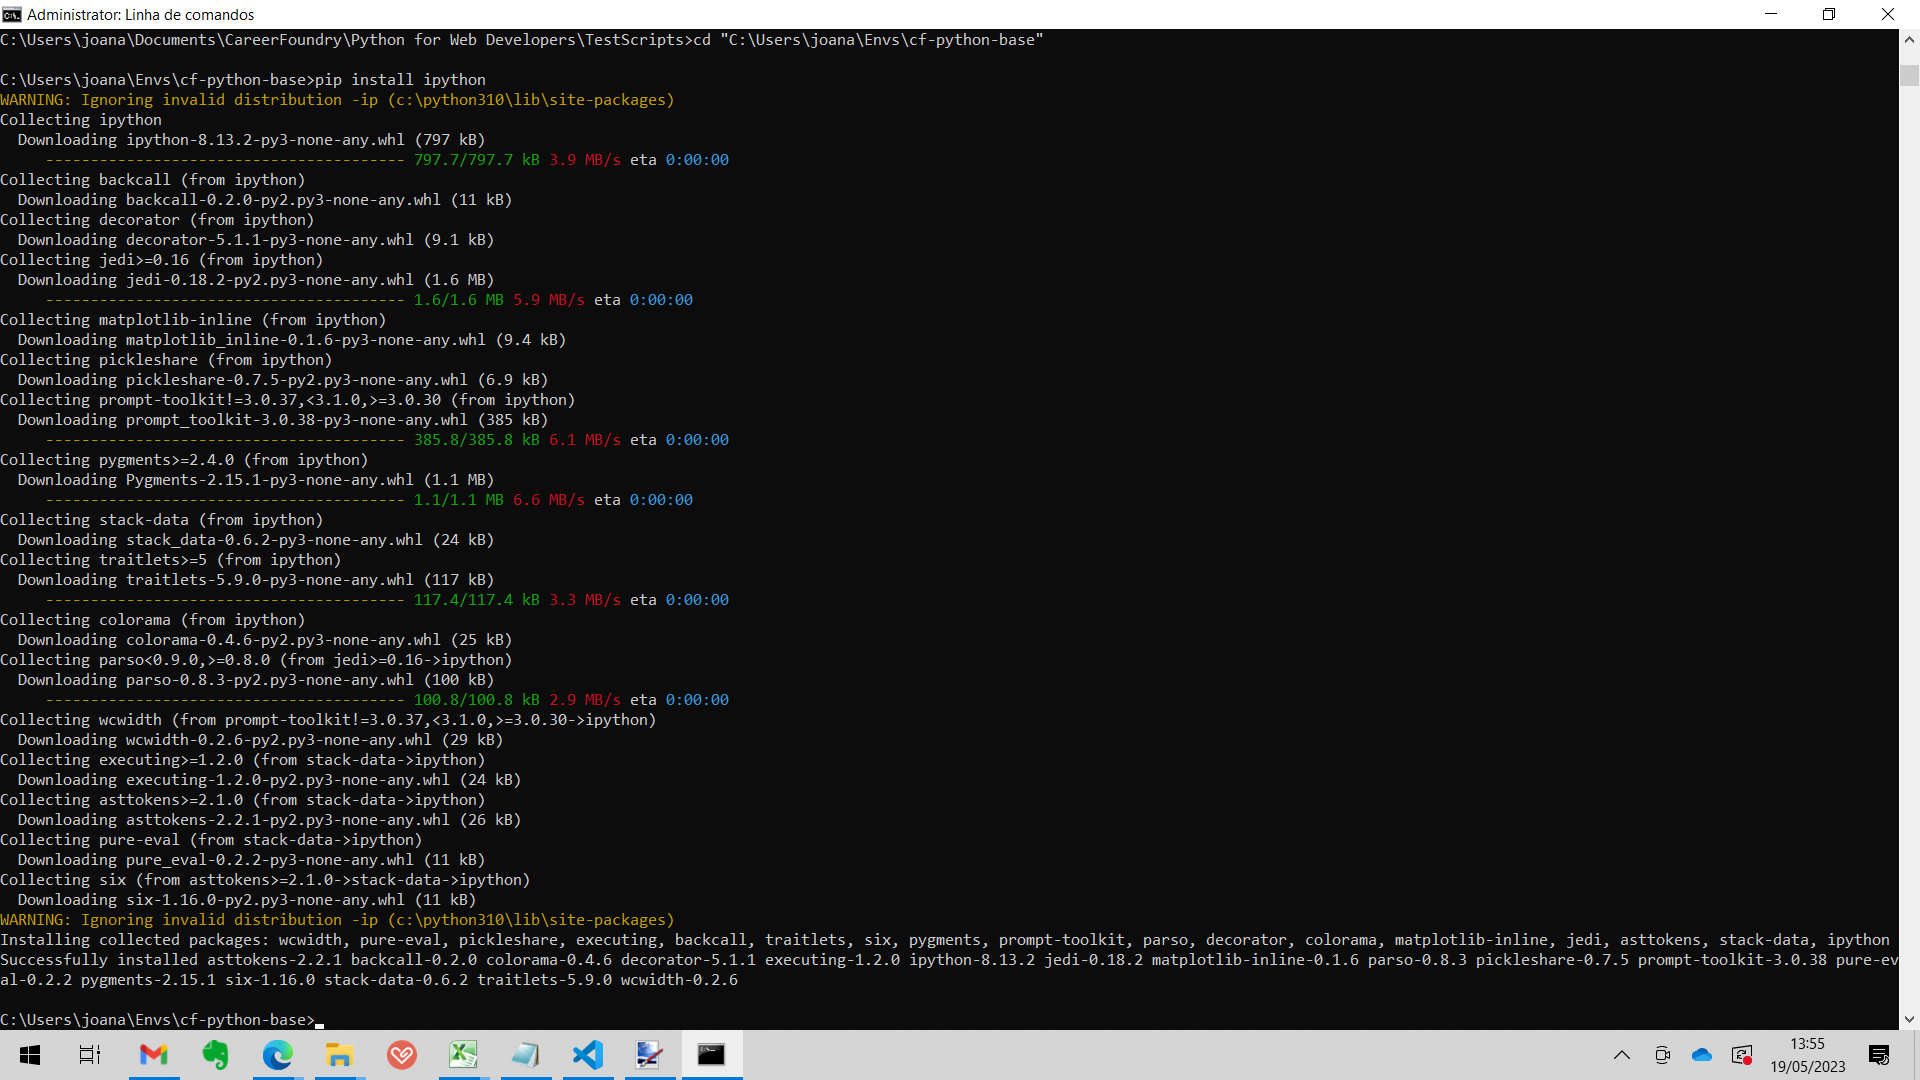 Administrator: Linha de comandos
C:\Users\joana\Documents\CareerFoundry\Python for Web Developers\TestScripts>cd "C:\Users\joana\Envs\cf-python-base"
C:\Users\joana\Envs\cf-python-base>pip install ipython
WARNING: Ignoring invalid distribution -ip (c:\python310\lib\site-packages)
Collecting ipython
  Downloading ipython-8.13.2-py3-none-any.whl (797 kB)
     ---------------------------------------- 797.7/797.7 kB 3.9 MB/s eta 0:00:00
Collecting backcall (from ipython)
  Downloading backcall-0.2.0-py2.py3-none-any.whl (11 kB)
Collecting decorator (from ipython)
  Downloading decorator-5.1.1-py3-none-any.whl (9.1 kB)
Collecting jedi>=0.16 (from ipython)
  Downloading jedi-0.18.2-py2.py3-none-any.whl (1.6 MB)
     ---------------------------------------- 1.6/1.6 MB 5.9 MB/s eta 0:00:00
Collecting matplotlib-inline (from ipython)
  Downloading matplotlib_inline-0.1.6-py3-none-any.whl (9.4 kB)
Collecting pickleshare (from ipython)
  Downloading pickleshare-0.7.5-py2.py3-none-any.whl (6.9 kB)
Collecting prompt-toolkit!=3.0.37,<3.1.0,>=3.0.30 (from ipython)
  Downloading prompt_toolkit-3.0.38-py3-none-any.whl (385 kB)
     ---------------------------------------- 385.8/385.8 kB 6.1 MB/s eta 0:00:00
Collecting pygments>=2.4.0 (from ipython)
  Downloading Pygments-2.15.1-py3-none-any.whl (1.1 MB)
     ---------------------------------------- 1.1/1.1 MB 6.6 MB/s eta 0:00:00
Collecting stack-data (from ipython)
  Downloading stack_data-0.6.2-py3-none-any.whl (24 kB)
Collecting traitlets>=5 (from ipython)
  Downloading traitlets-5.9.0-py3-none-any.whl (117 kB)
     ---------------------------------------- 117.4/117.4 kB 3.3 MB/s eta 0:00:00
Collecting colorama (from ipython)
  Downloading colorama-0.4.6-py2.py3-none-any.whl (25 kB)
Collecting parso<0.9.0,>=0.8.0 (from jedi>=0.16->ipython)
  Downloading parso-0.8.3-py2.py3-none-any.whl (100 kB)
     ---------------------------------------- 100.8/100.8 kB 2.9 MB/s eta 0:00:00
Collecting wcwidth (from prompt-toolkit!=3.0.37,<3.1.0,>=3.0.30->ipython)
  Downloading wcwidth-0.2.6-py2.py3-none-any.whl (29 kB)
Collecting executing>=1.2.0 (from stack-data->ipython)
  Downloading executing-1.2.0-py2.py3-none-any.whl (24 kB)
Collecting asttokens>=2.1.0 (from stack-data->ipython)
  Downloading asttokens-2.2.1-py2.py3-none-any.whl (26 kB)
Collecting pure-eval (from stack-data->ipython)
  Downloading pure_eval-0.2.2-py3-none-any.whl (11 kB)
Collecting six (from asttokens>=2.1.0->stack-data->ipython)
  Downloading six-1.16.0-py2.py3-none-any.whl (11 kB)
WARNING: Ignoring invalid distribution -ip (c:\python310\lib\site-packages)
Installing collected packages: wcwidth, pure-eval, pickleshare, executing, backcall, traitlets, six, pygments, prompt-toolkit, parso, decorator, colorama, matplotlib-inline, jedi, asttokens, stack-data, ipython
Successfully installed asttokens-2.2.1 backcall-0.2.0 colorama-0.4.6 decorator-5.1.1 executing-1.2.0 ipython-8.13.2 jedi-0.18.2 matplotlib-inline-0.1.6 parso-0.8.3 pickleshare-0.7.5 prompt-toolkit-3.0.38 pure-ev
al-0.2.2 pygments-2.15.1 six-1.16.0 stack-data-0.6.2 traitlets-5.9.0 wcwidth-0.2.6
C:\Users\joana\Envs\cf-python-base>
13:55
19/05/2023